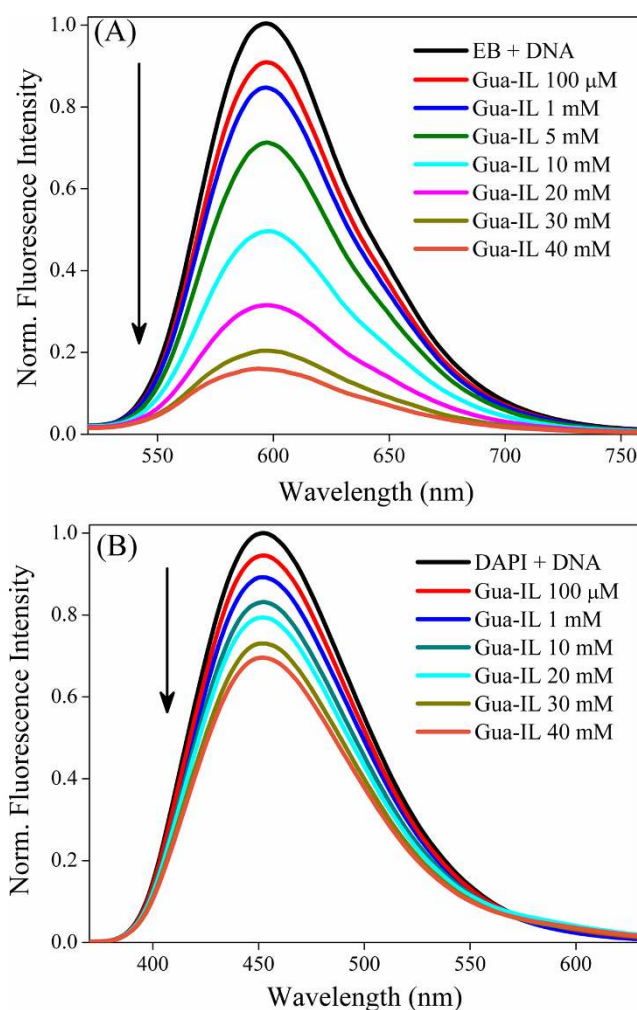 (A)
EB + DNA
Gua-IL 100 μM
Gua-IL 1 mM
Gua-IL 5 mM
Gua-IL 10 mM
Gua-IL 20 mM
Gua-IL 30 mM
Gua-IL 40 mM
Norm. Fluoresence Intensity
1.0
0.8
0.6
0.4
0.2
0.0
550 600 650 700 750
Wavelength (nm)
(B)
DAPI + DNA
Gua-IL 100 μM
Gua-IL 1 mM
Gua-IL 10 mM
Gua-IL 20 mM
Gua-IL 30 mM
Gua-IL 40 mM
Norm. Fluorescence Intensity
1.0
0.8
0.6
0.4
0.2
0.0
400 450 500 550 600
Wavelength (nm)